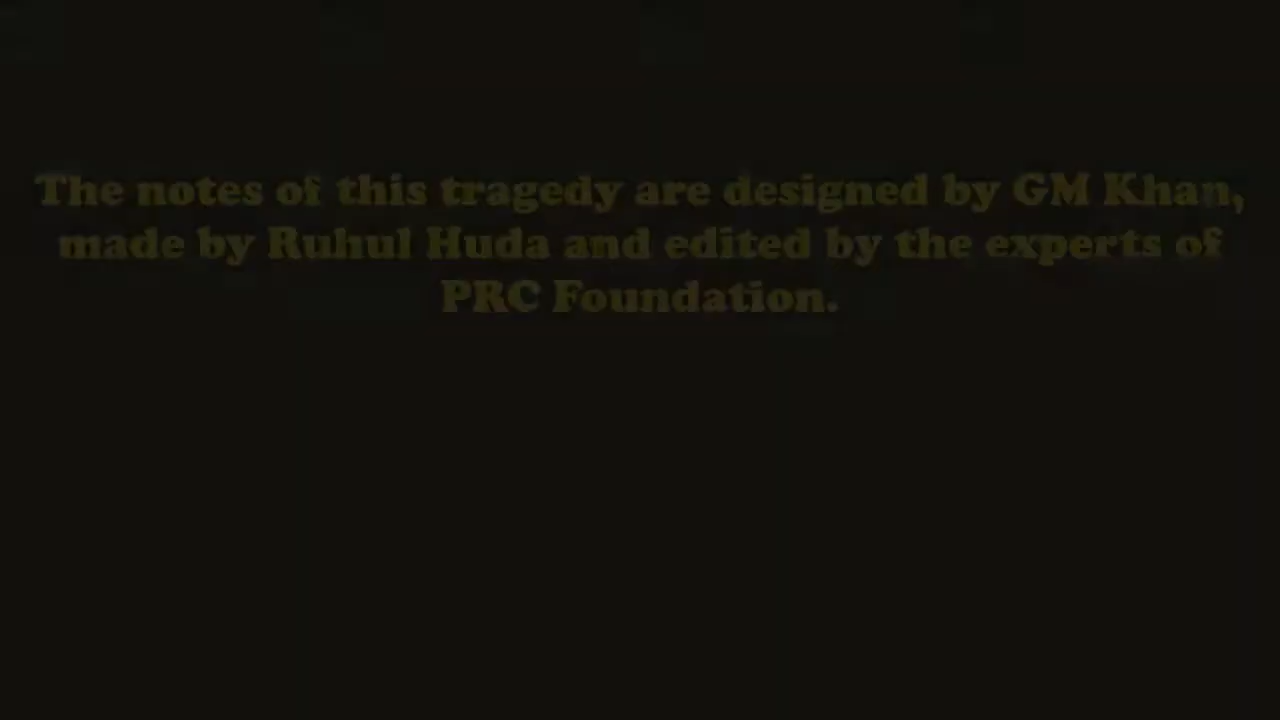 The notes of this tragedy are designed by GM Khan,
made by Ruhul Huda and edited by the experts of
PRC Foundation.